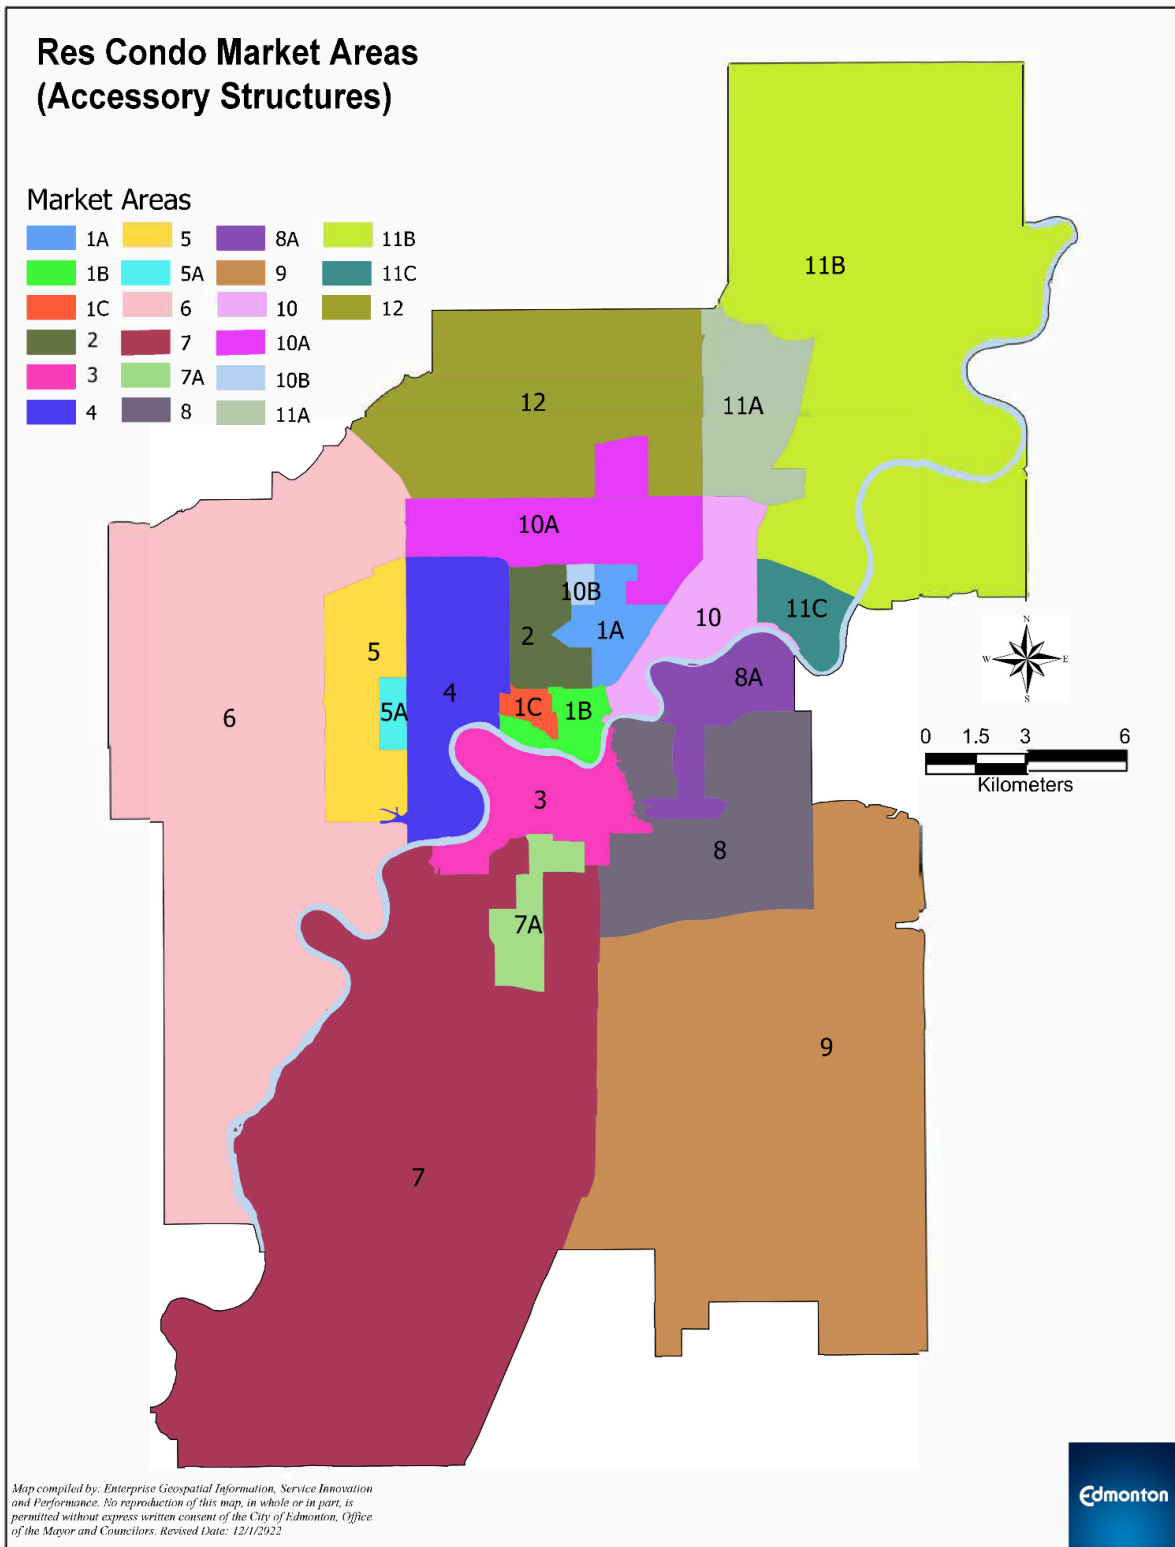 Res Condo Market Areas
(Accessory Structures)
Market Areas
1A 5 8A 11B
1B 5A 9 11C
1C 6 10 12
2 7 10A
3 7A 10B
4 8 11A
11B
12
11A
10A
10B
1A
10
11C
2
5
4
5A
6
1C
1B
8A
3
8
7A
9
7
N
W E
S
0 1.5 3 6
Kilometers
Map compiled by: Enterprise Geospatial Information, Service Innovation
and Performance. No reproduction of this map, in whole or in part, is
permitted without express written consent of the City of Edmonton, Office
of the Mayor and Councilors. Revised Date: 12/1/2022
Edmonton